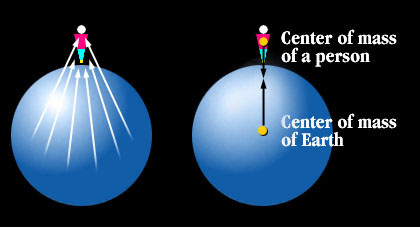 Center of mass
of a person
Center of mass
of Earth